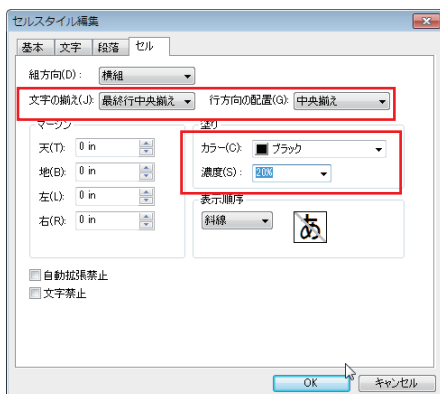 セルスタイル編集
基本 文字 段落 セル
組方向(D): 横組
文字の揃え(J): 最終行中央揃え 行方向の配置(G): 中央揃え
マージン 塗り
天(T): 0 in カラー(C): ブラック
地(B): 0 in 濃度(S): 20%
左(L): 0 in 表示順序
右(R): 0 in 斜線 あ
自動拡張禁止
文字禁止
OK キャンセル